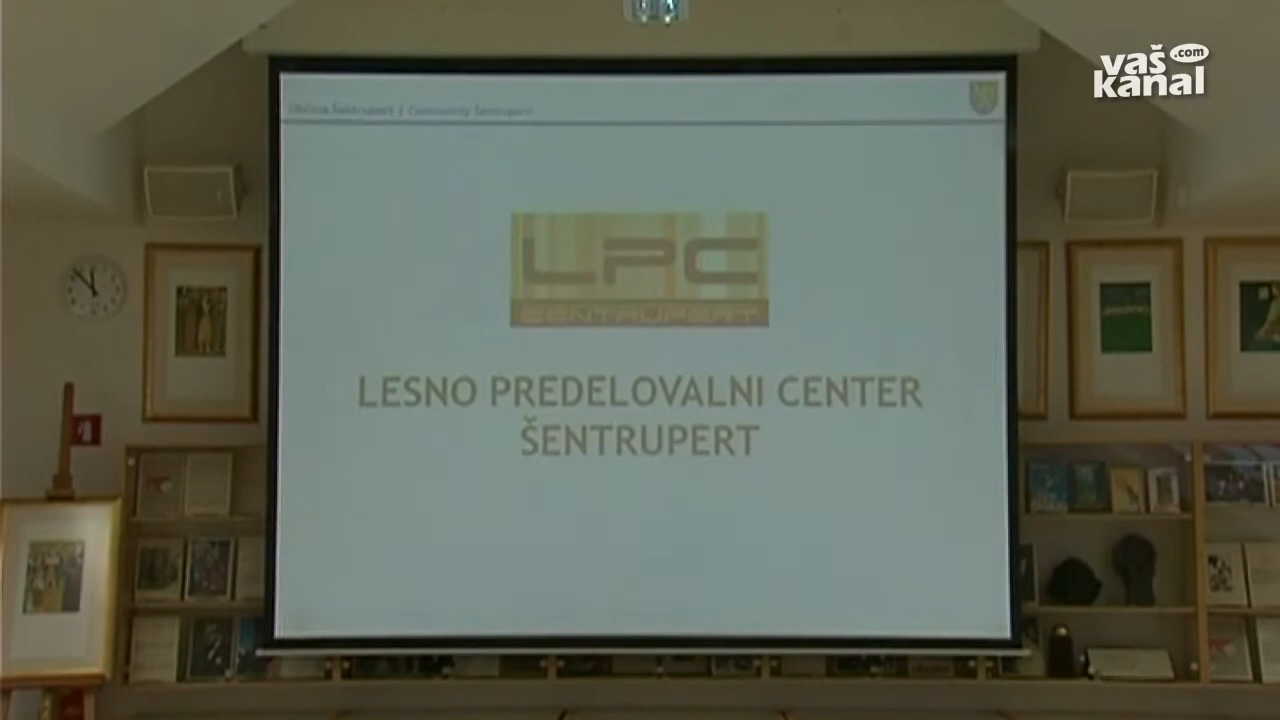 vaš .com
kanal
Občina Šentrupert | Community Šentrupert
LPC
ŠENTRUPERT
LESNO PREDELOVALNI CENTER
ŠENTRUPERT